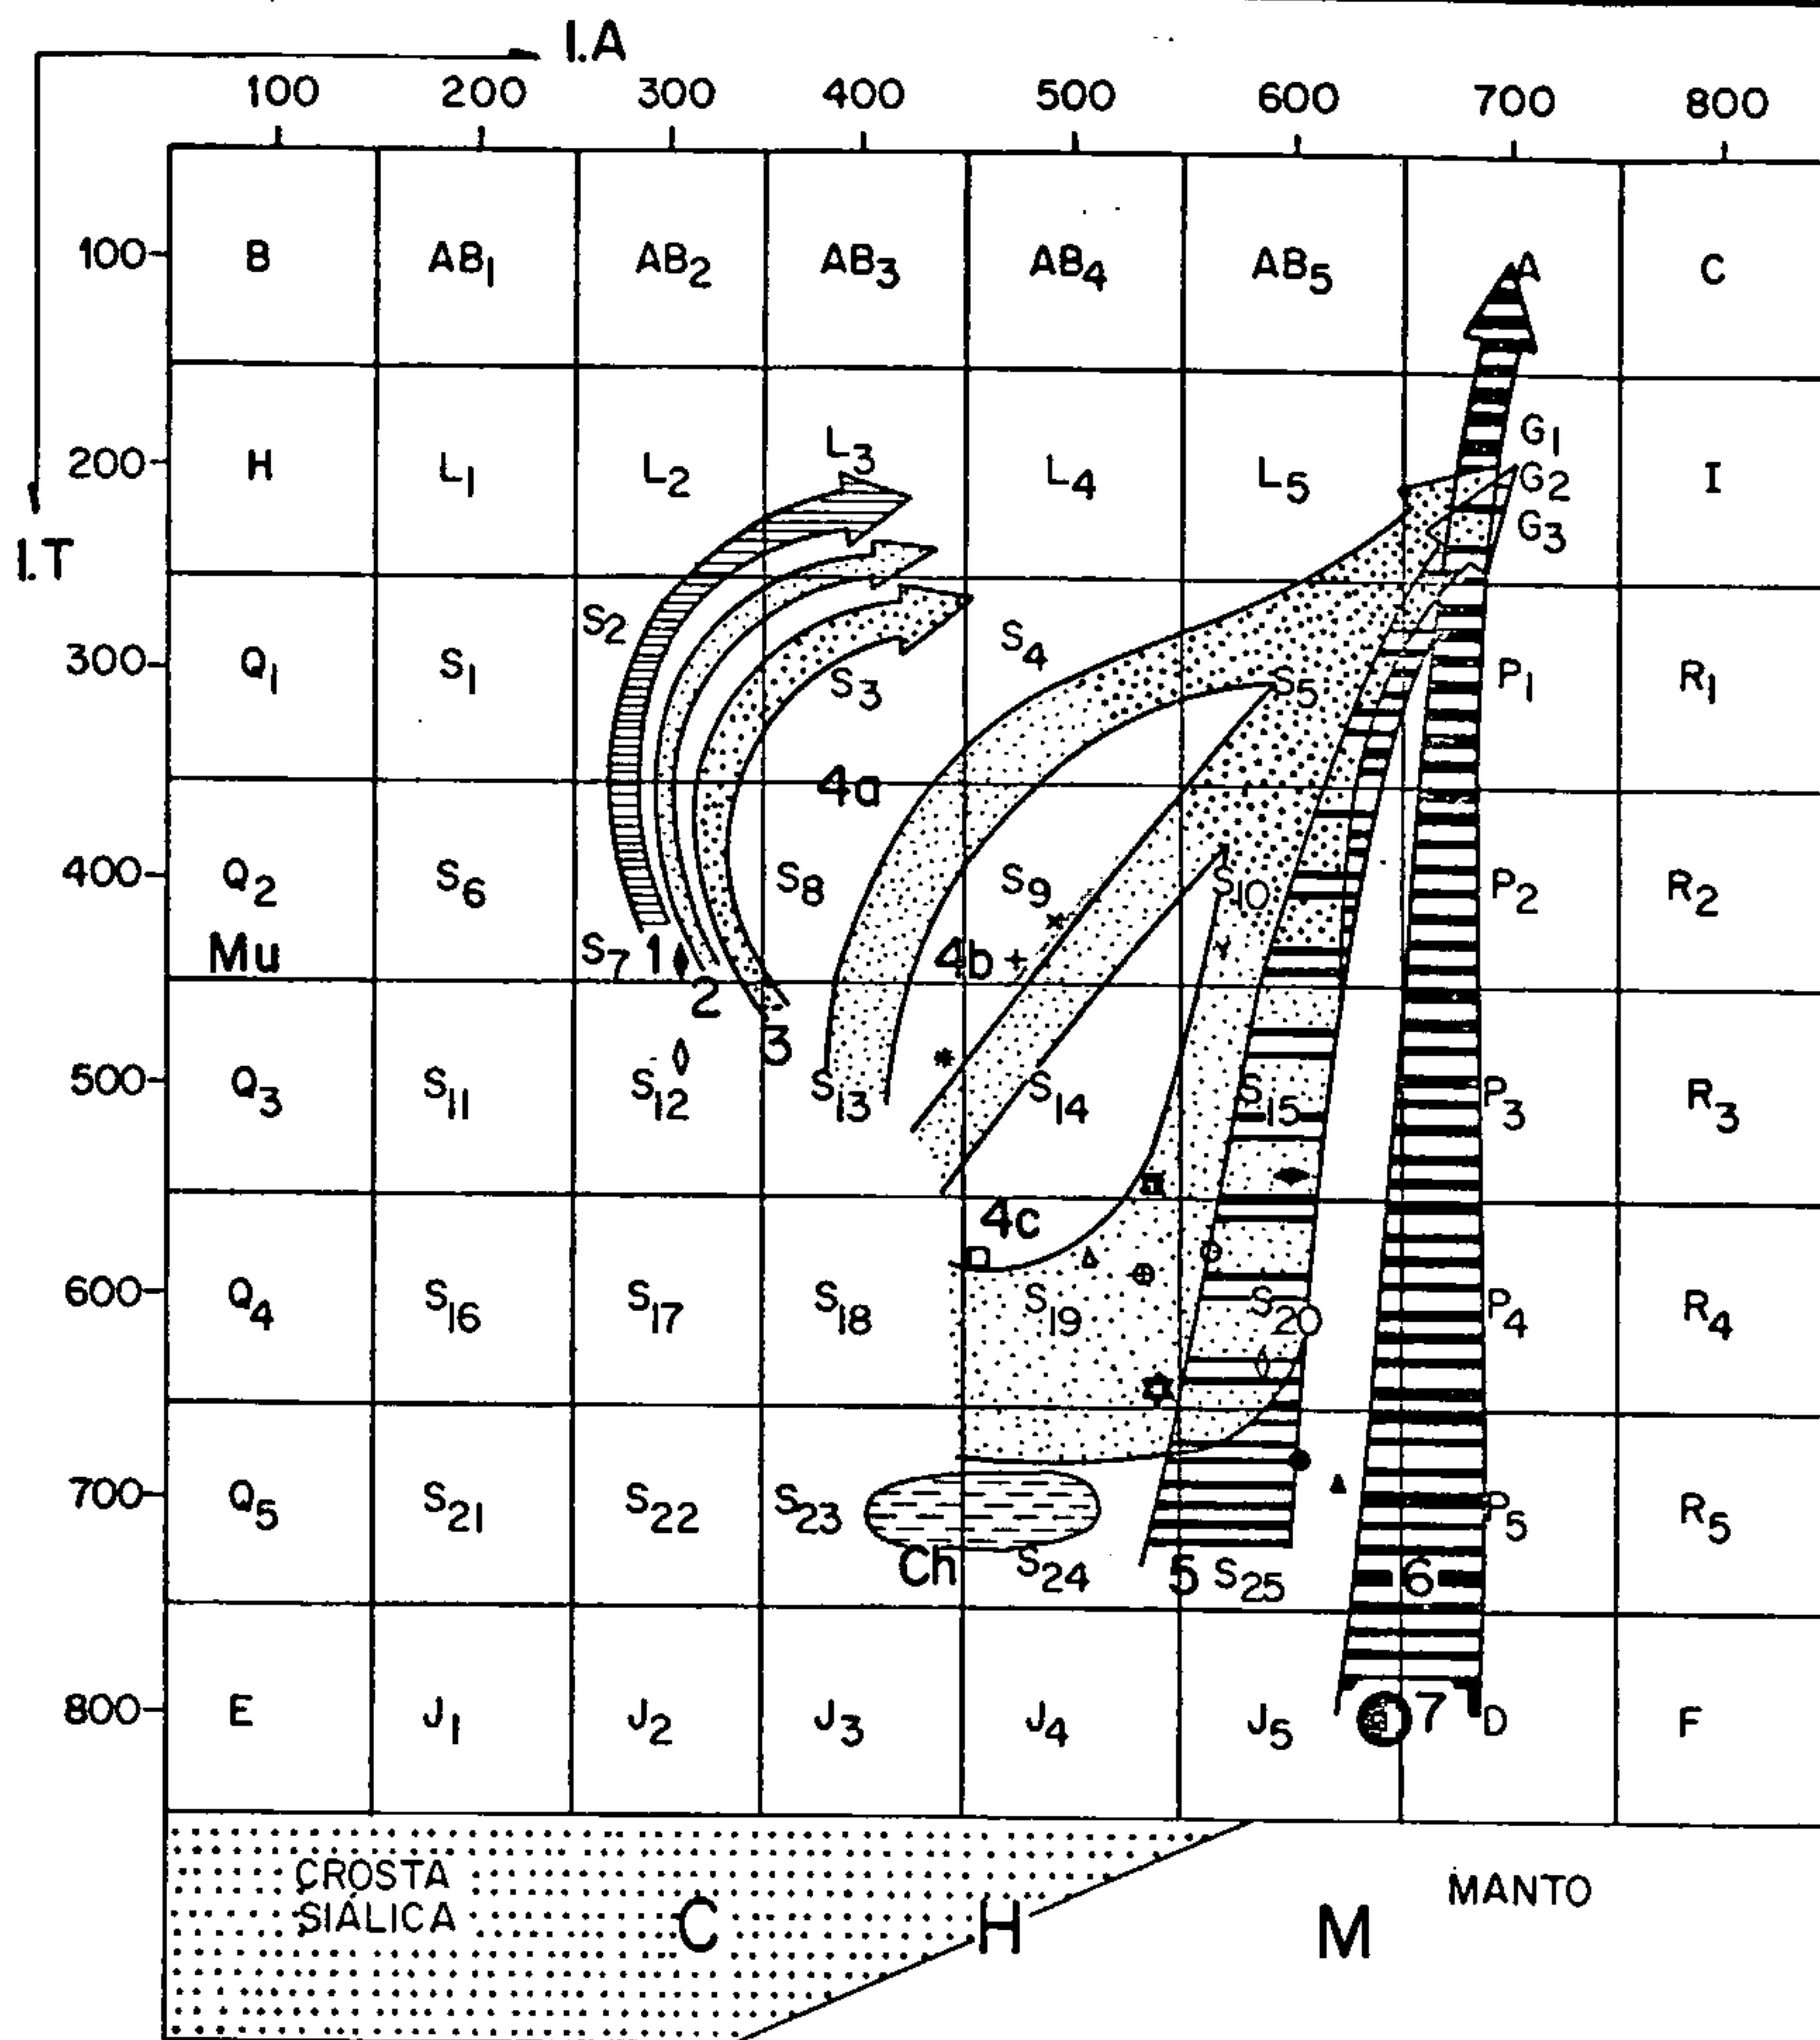 I.A
100 200 300 400 500 600 700 800
I.T
100 B AB1 AB2 AB3 AB4 AB5 A C
G1
200 H L1 L2 L3 L4 L5 G2 I
G3
S2 S4
300 Q1 S1 S3 S5 P1 R1
4a
400 Q2 S6 S8 S9 S10 P2 R2
Mu S7 1 4b
2
3
500 Q3 S11 S12 S13 S14 S15 P3 R3
4c
600 Q4 S16 S17 S18 S19 S20 P4 R4
700 Q5 S21 S22 S23 P5 R5
Ch S24 5 S25 6
800 E J1 J2 J3 J4 J5 7 D F
CROSTA
SIÁLICA C H M MANTO